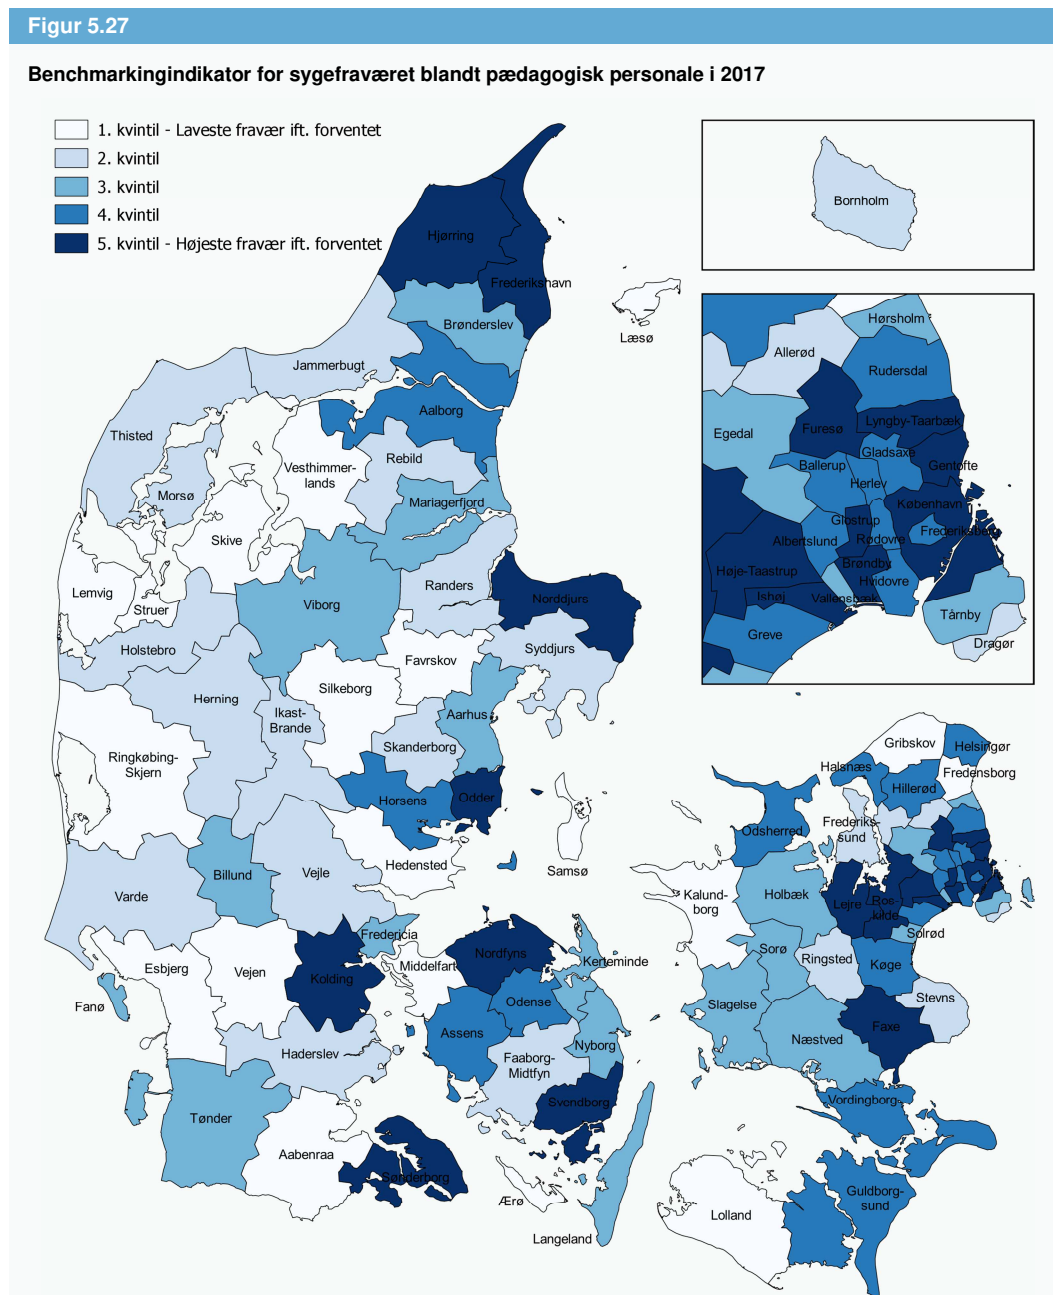 Figur 5.27
Benchmarkingindikator for sygefraværet blandt pædagogisk personale i 2017
1. kvintil - Laveste fravær ift. forventet
2. kvintil
3. kvintil
4. kvintil
5. kvintil - Højeste fravær ift. forventet
Hjørring
Frederikshavn
Brønderslev
Læsø
Jammerbugt
Aalborg
Thisted
Vesthimmer-
lands
Rebild
Morsø
Mariagerfjord
Skive
Lemvig
Struer
Viborg
Randers
Norddjurs
Holstebro
Favrskov
Syddjurs
Herning
Silkeborg
Ikast-
Brande
Aarhus
Skanderborg
Ringkøbing-
Skjern
Horsens
Odder
Hedensted
Samsø
Billund
Vejle
Varde
Fredericia
Esbjerg
Vejen
Kolding
Middelfart
Nordfyns
Kerteminde
Fanø
Odense
Assens
Nyborg
Haderslev
Faaborg-
Midtfyn
Svendborg
Tønder
Aabenraa
Sønderborg
Ærø
Langeland
Bornholm
Hørsholm
Allerød
Rudersdal
Egedal
Furesø
Lyngby-Taarbæk
Gladsaxe
Ballerup
Gentofte
Herlev
København
Glostrup
Frederiksberg
Albertslund
Rødovre
Høje-Taastrup
Brøndby
Hvidovre
Ishøj
Vallensbæk
Greve
Tårnby
Dragør
Gribskov
Helsingør
Halsnæs
Fredensborg
Hillerød
Frederiks-
sund
Odsherred
Kalund-
borg
Holbæk
Lejre
Ros-
kilde
Solrød
Sorø
Ringsted
Køge
Slagelse
Stevns
Næstved
Faxe
Vordingborg
Guldborg-
sund
Lolland